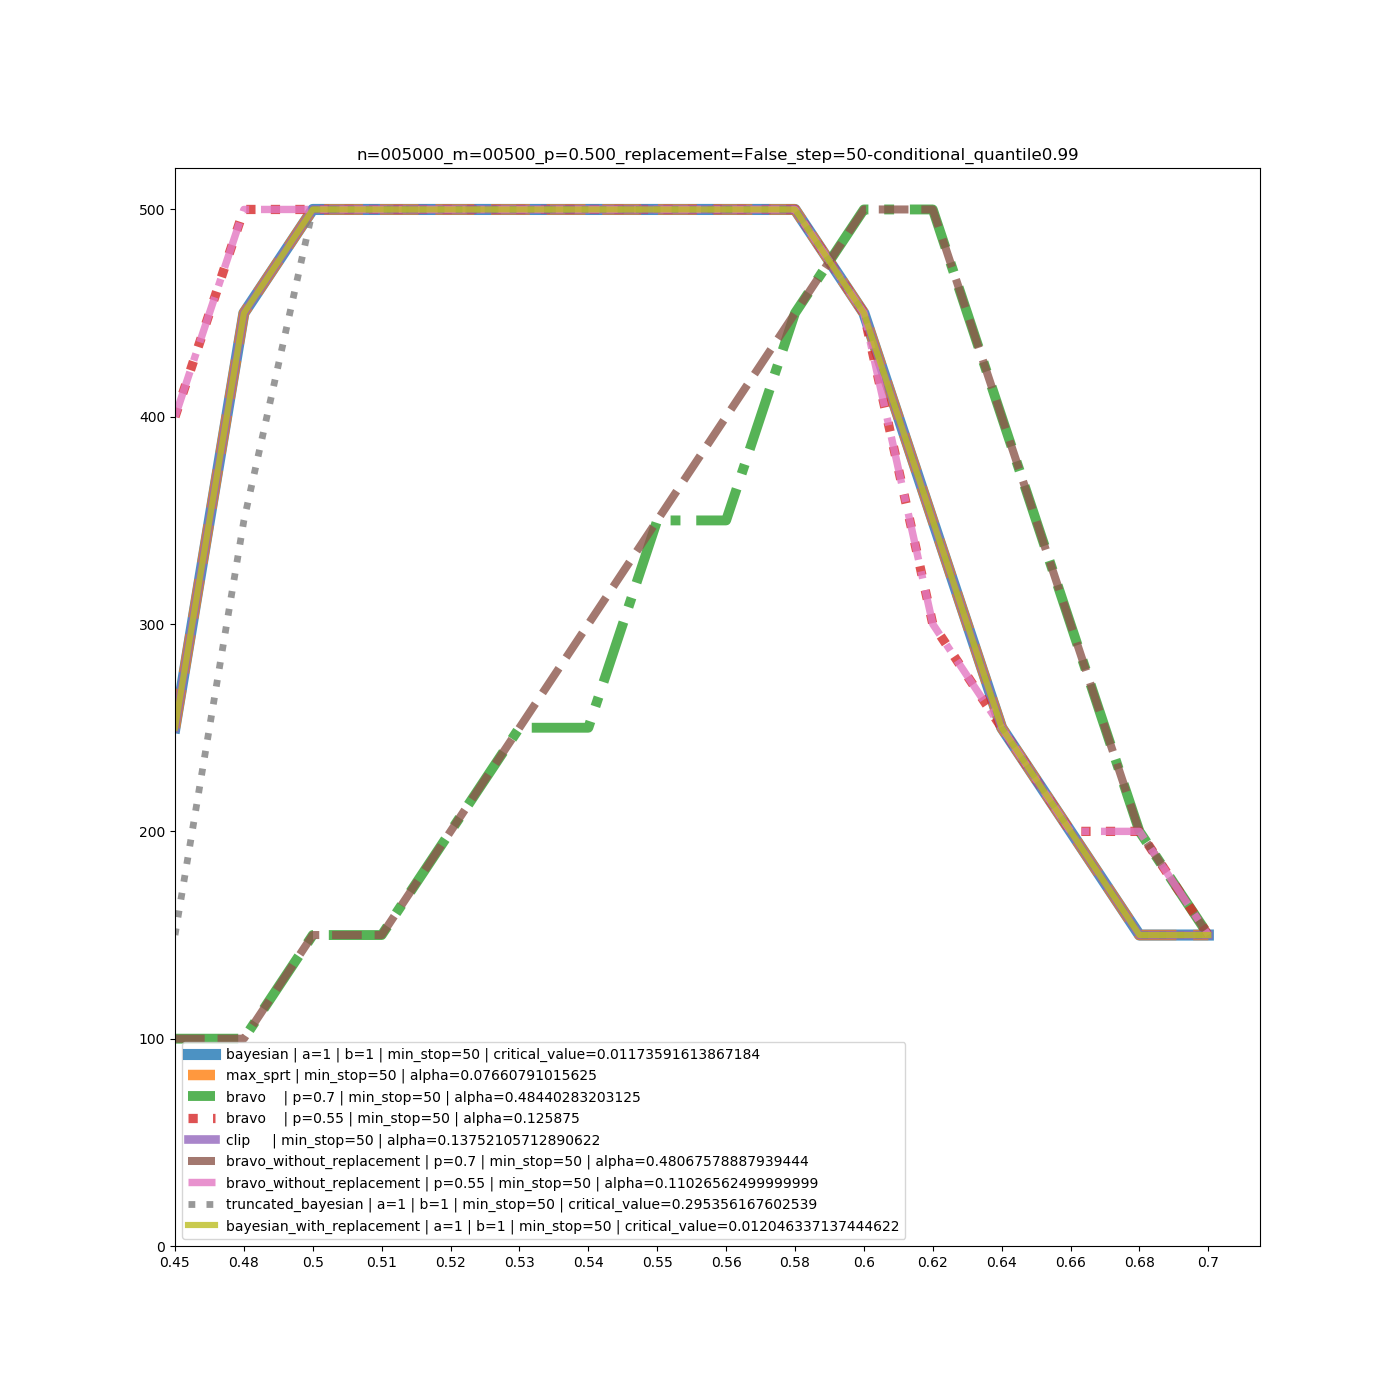 n=005000_m=00500_p=0.500_replacement=False_step=50-conditional_quantile0.99
500
400
300
200
100
0
bayesian | a=1 | b=1 | min_stop=50 | critical_value=0.01173591613867184
max_sprt | min_stop=50 | alpha=0.07660791015625
bravo    | p=0.7 | min_stop=50 | alpha=0.48440283203125
bravo    | p=0.55 | min_stop=50 | alpha=0.125875
clip     | min_stop=50 | alpha=0.13752105712890622
bravo_without_replacement | p=0.7 | min_stop=50 | alpha=0.48067578887939444
bravo_without_replacement | p=0.55 | min_stop=50 | alpha=0.11026562499999999
truncated_bayesian | a=1 | b=1 | min_stop=50 | critical_value=0.295356167602539
bayesian_with_replacement | a=1 | b=1 | min_stop=50 | critical_value=0.012046337137444622
0.45 0.48 0.5 0.51 0.52 0.53 0.54 0.55 0.56 0.58 0.6 0.62 0.64 0.66 0.68 0.7